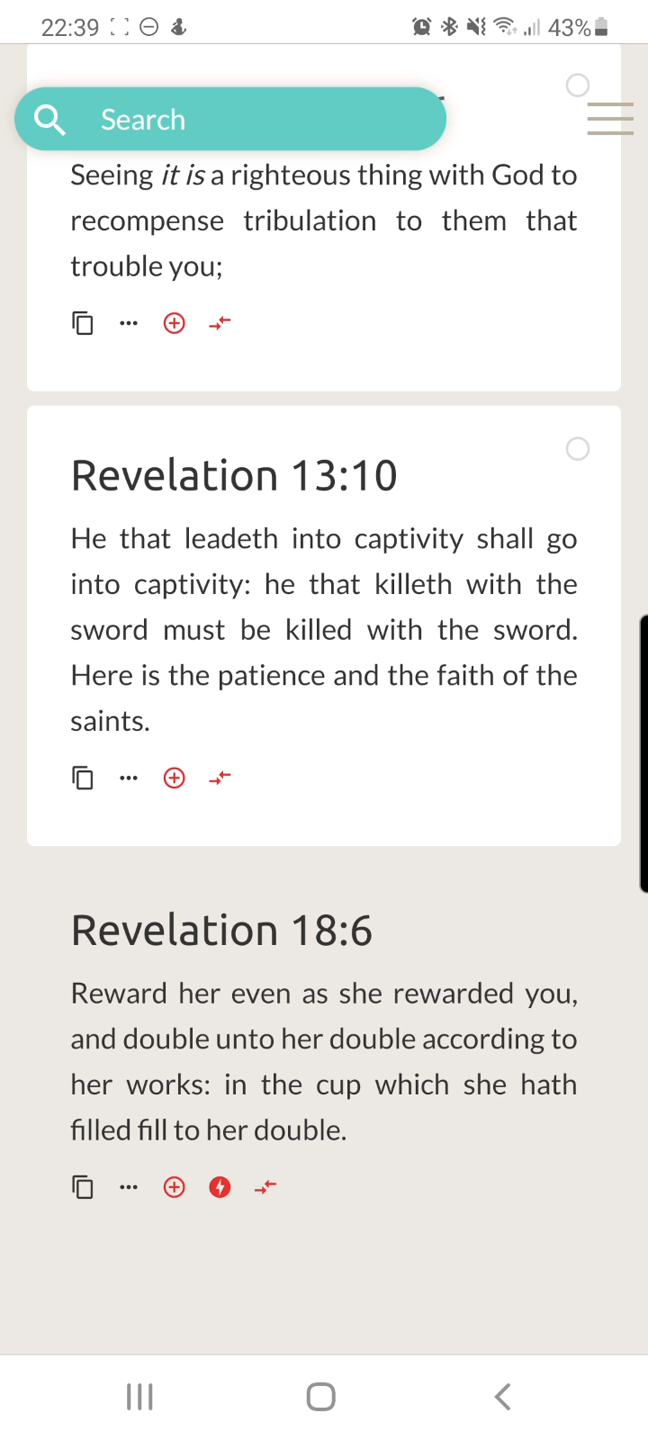 22:39
43%
Search
Seeing it is a righteous thing with God to
recompense tribulation to them that
trouble you;
Revelation 13:10
He that leadeth into captivity shall go
into captivity: he that killeth with the
sword must be killed with the sword.
Here is the patience and the faith of the
saints.
Revelation 18:6
Reward her even as she rewarded you,
and double unto her double according to
her works: in the cup which she hath
filled fill to her double.